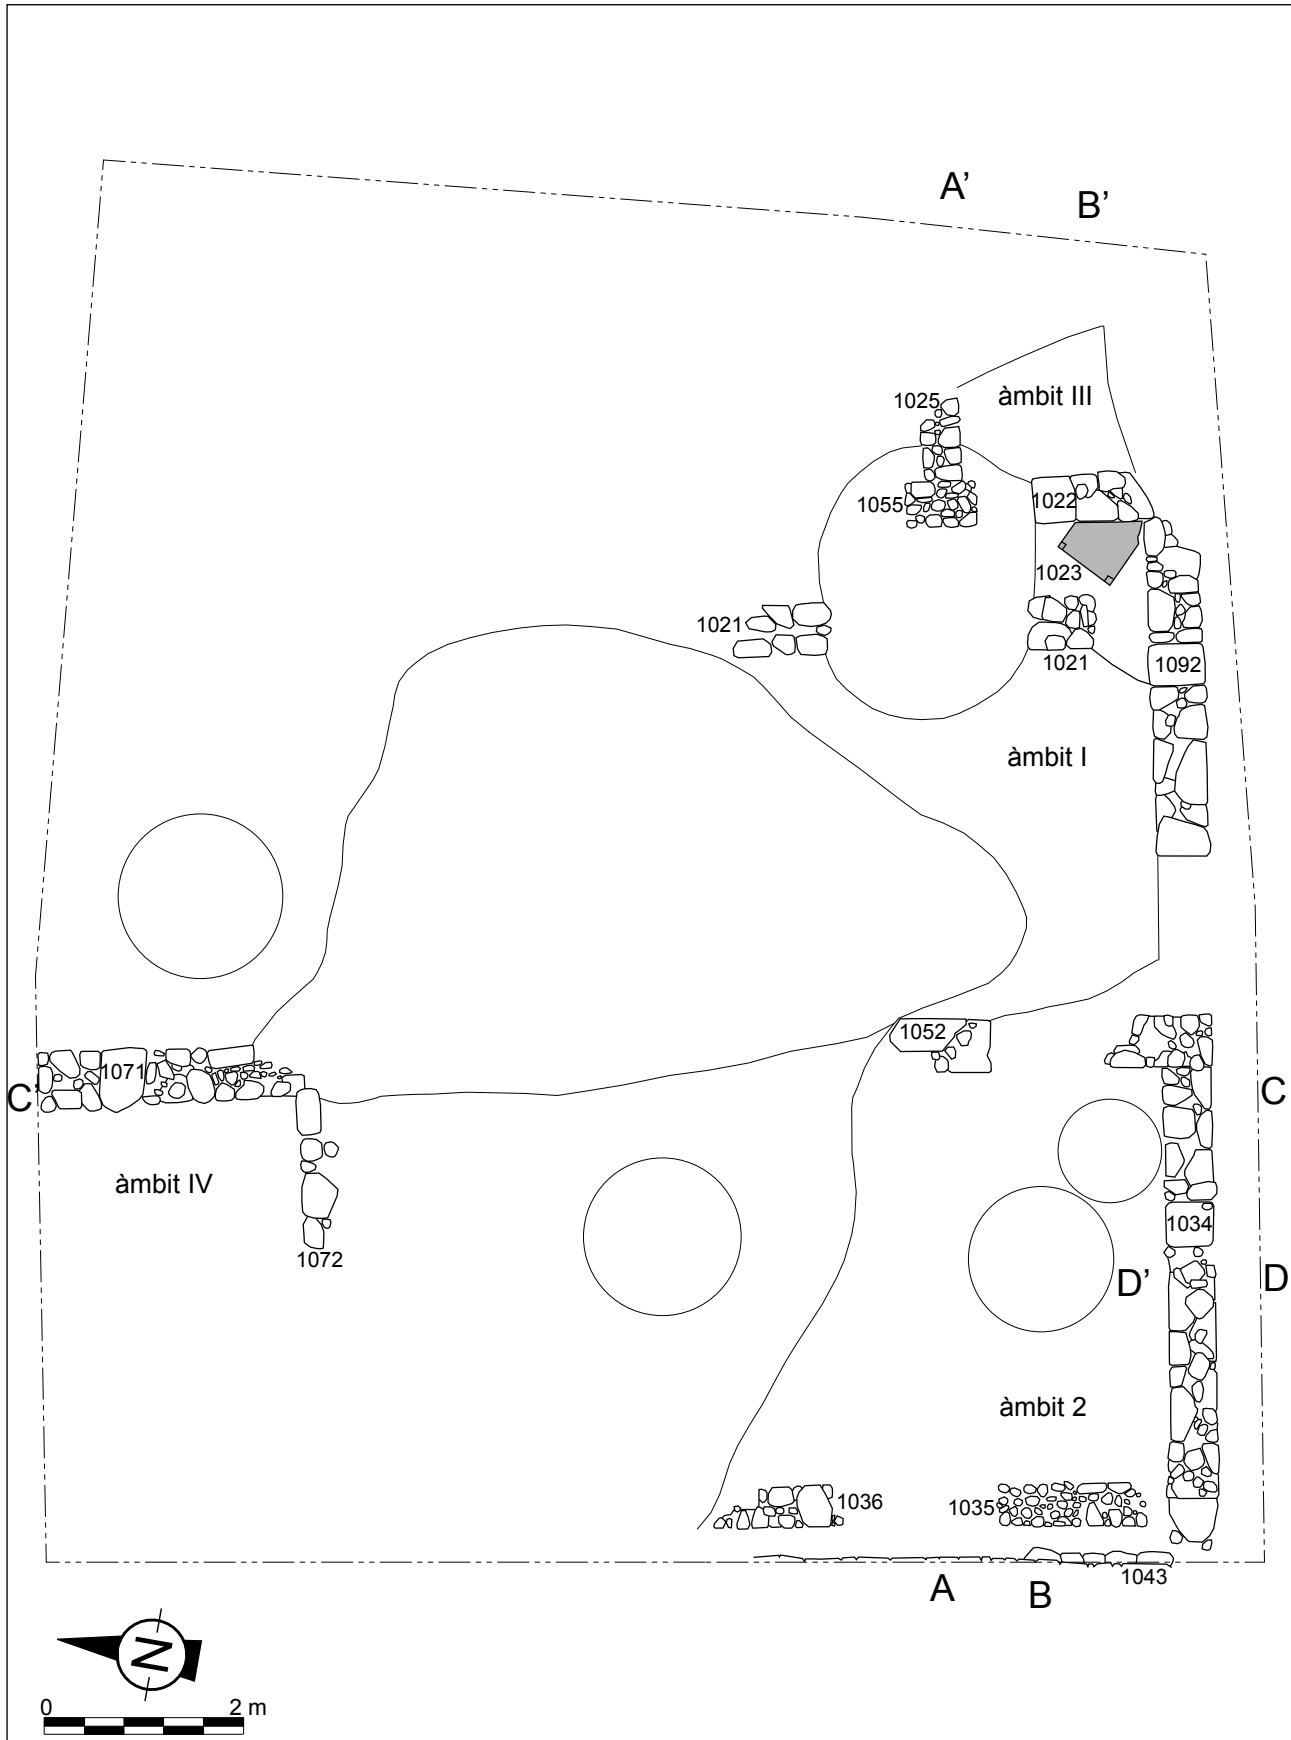 A’
B’
1025
àmbit III
1055
1022
1023
1021
1021
1092
àmbit I
1052
1071
C’
C
àmbit IV
1034
1072
D’
D
àmbit 2
1036
1035
A
B
1043
N
0 2 m